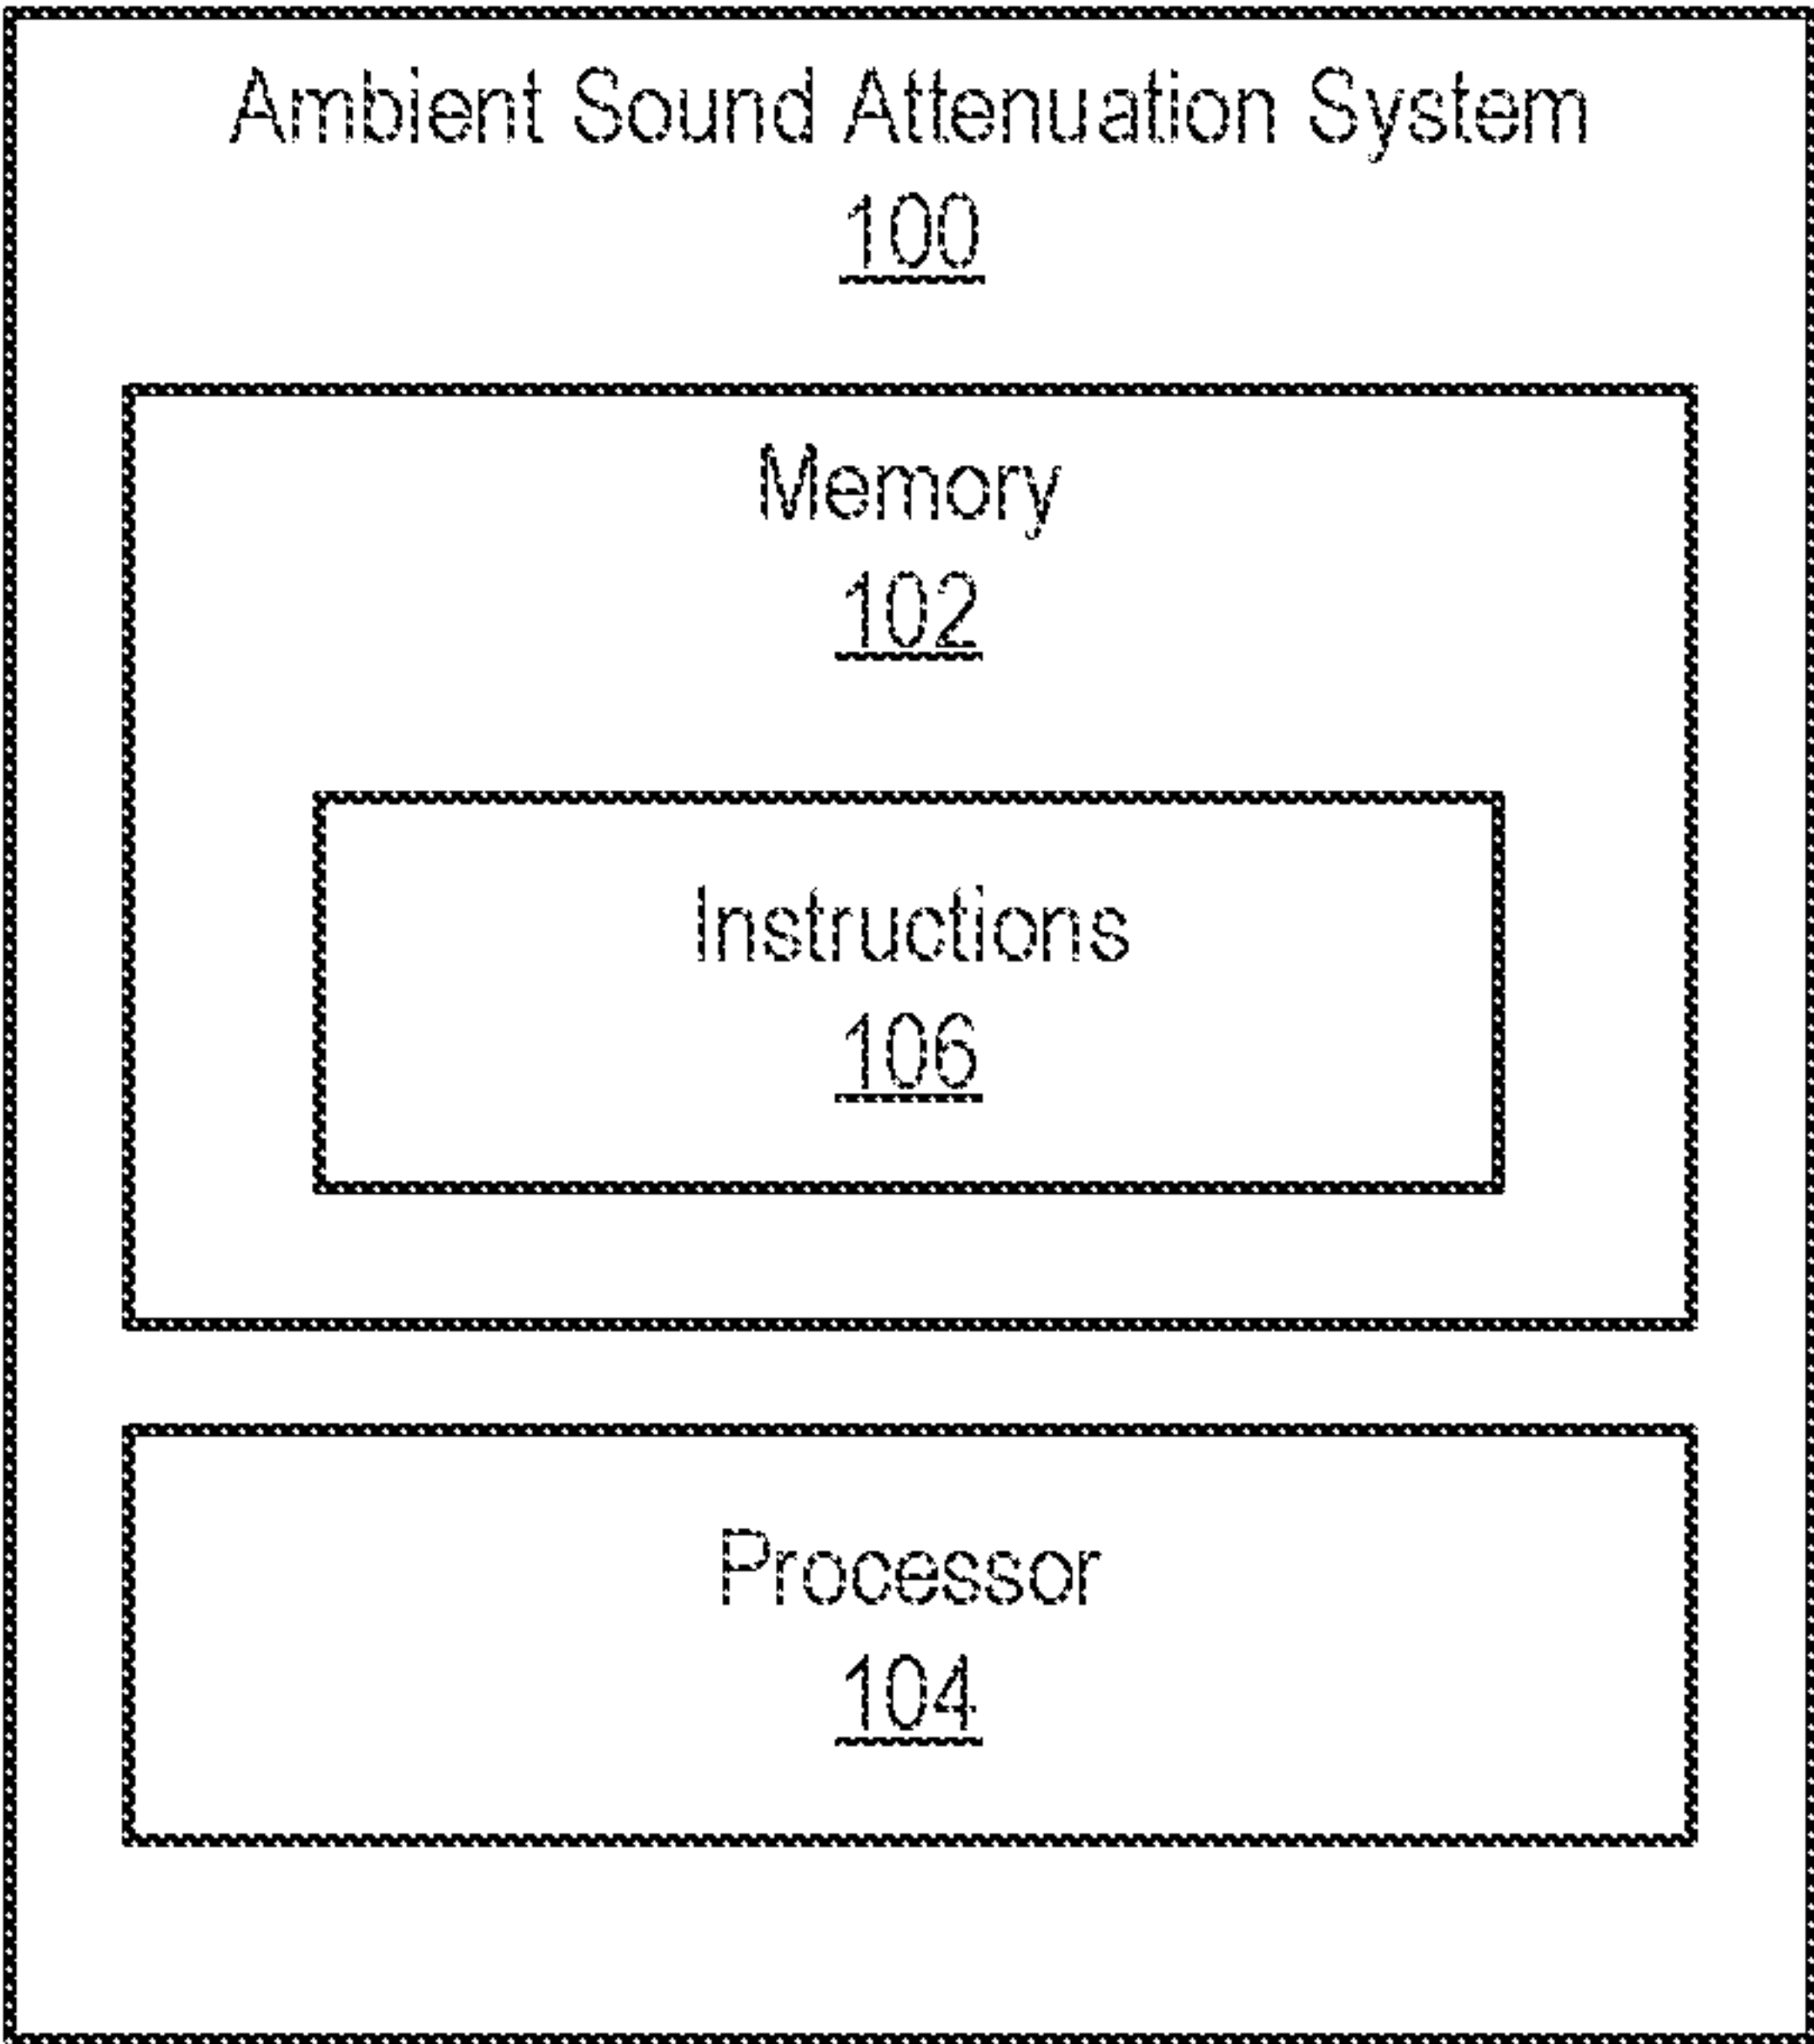 Ambient Sound Attenuation System
100
Memory
102
Instructions
106
Processor
104